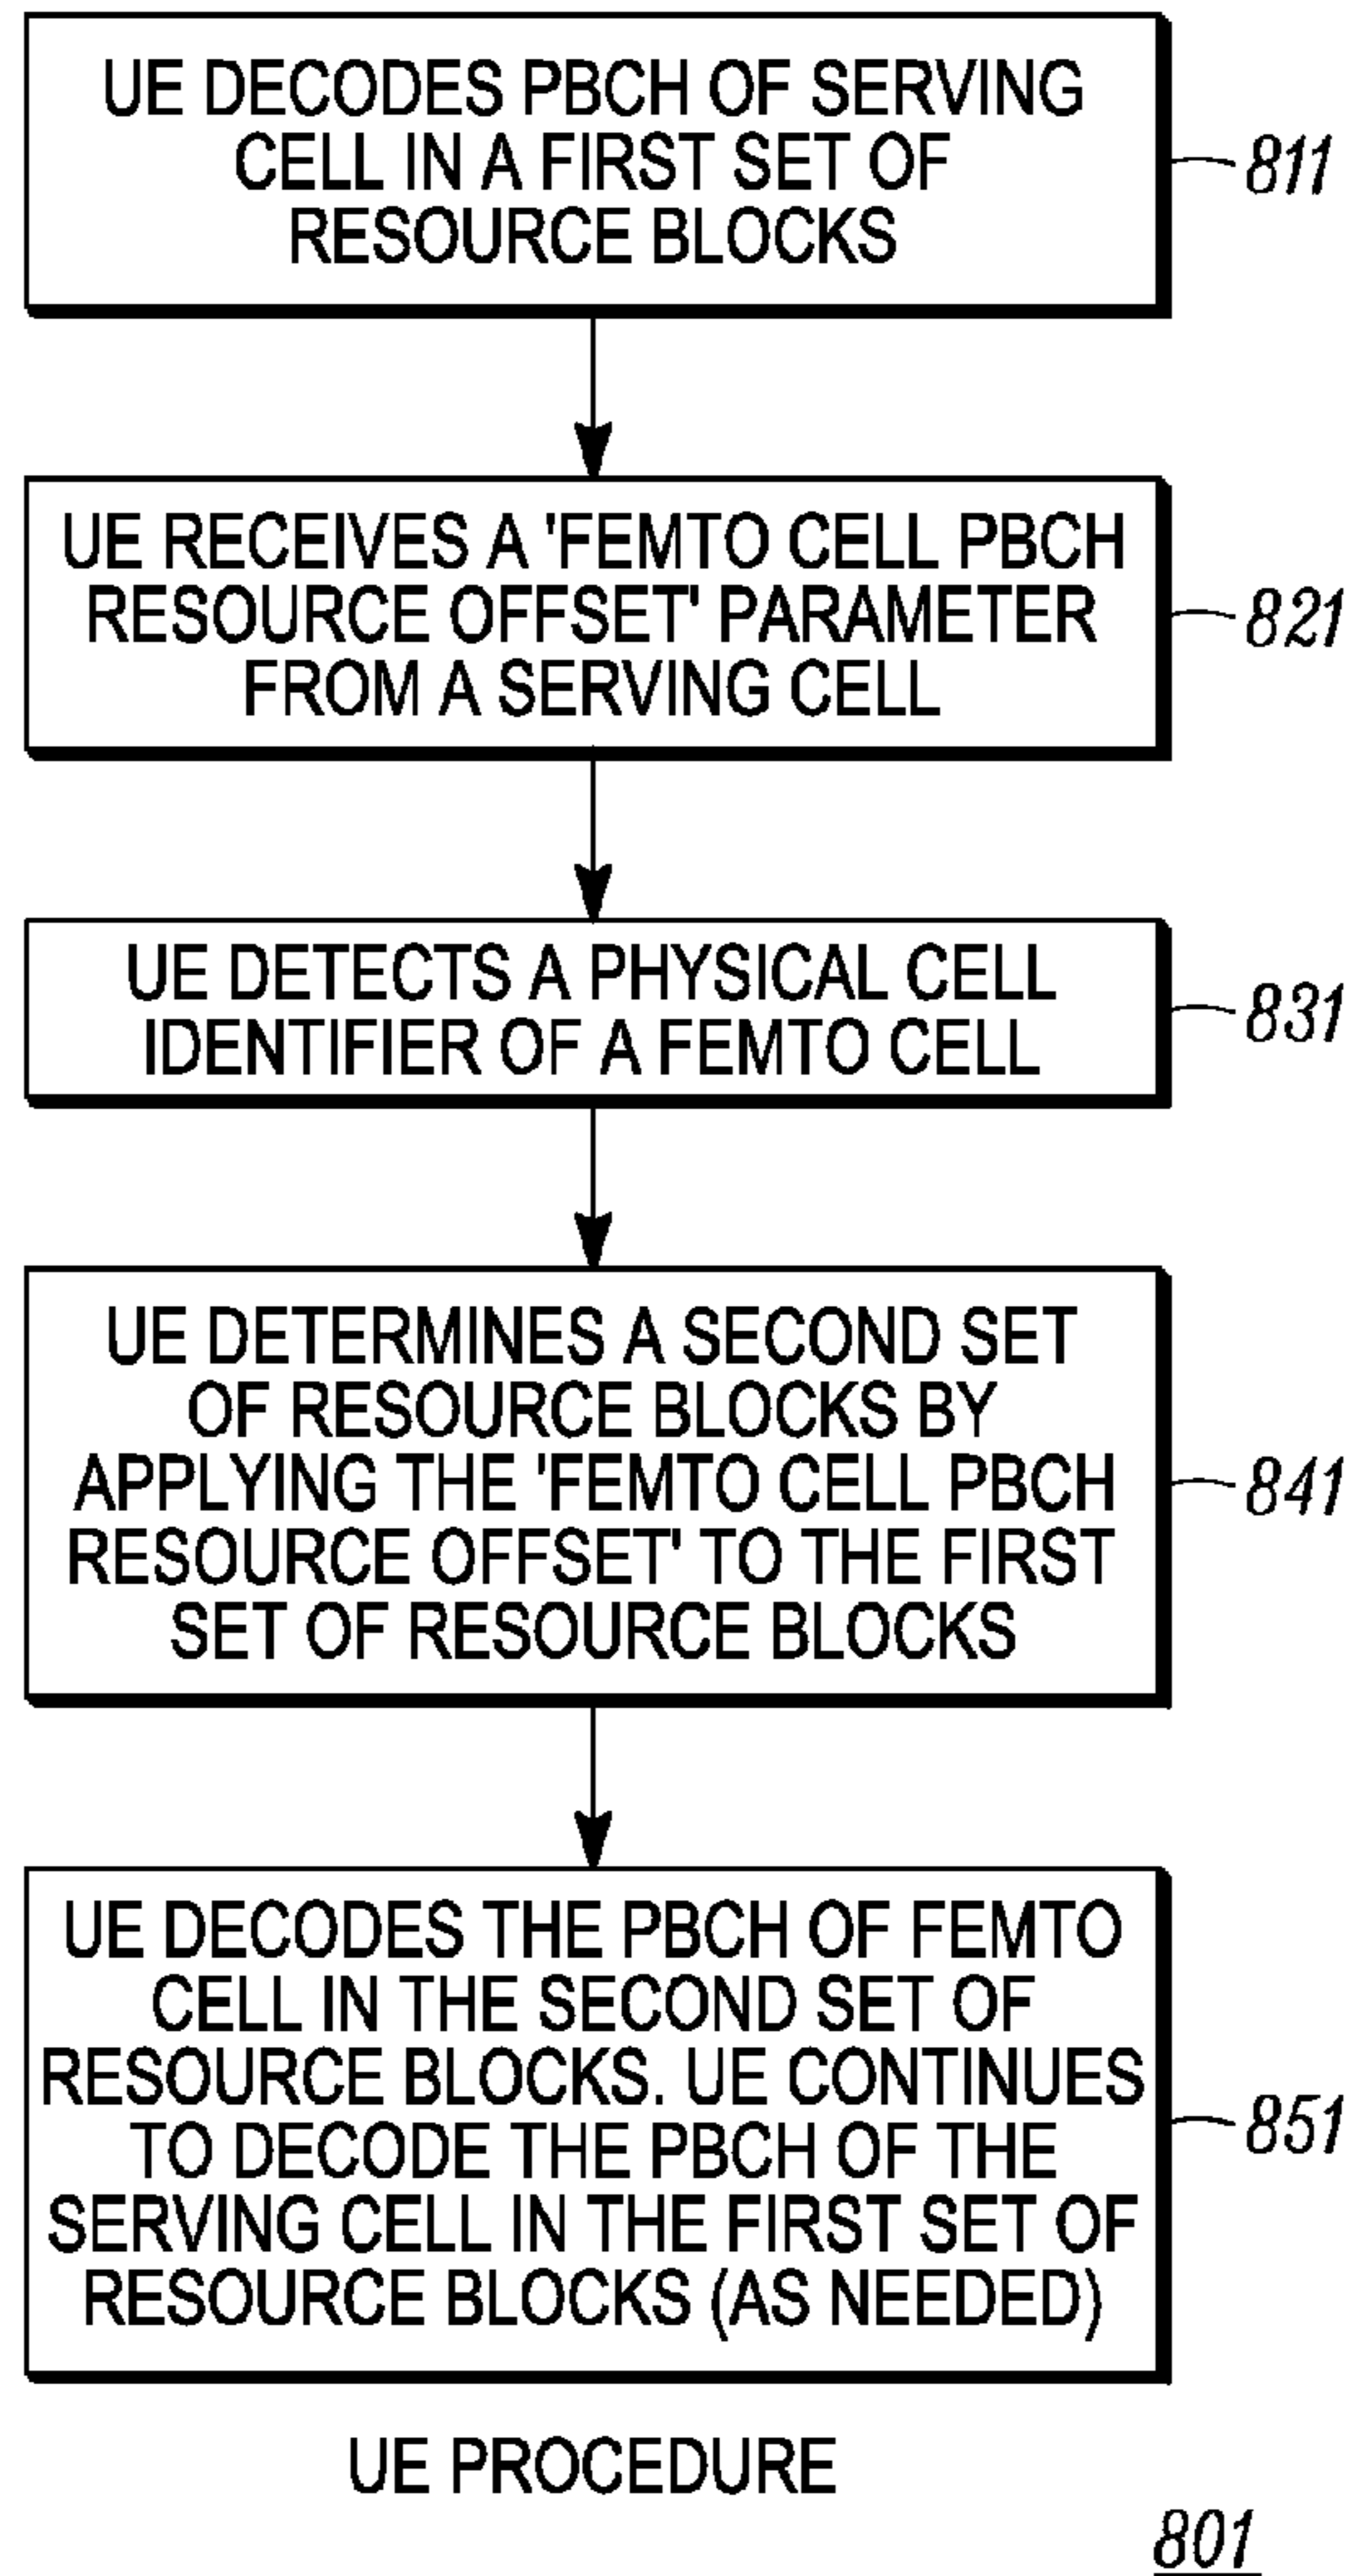 UE DECODES PBCH OF SERVING
CELL IN A FIRST SET OF
RESOURCE BLOCKS
811
UE RECEIVES A 'FEMTO CELL PBCH
RESOURCE OFFSET' PARAMETER
FROM A SERVING CELL
821
UE DETECTS A PHYSICAL CELL
IDENTIFIER OF A FEMTO CELL
831
UE DETERMINES A SECOND SET
OF RESOURCE BLOCKS BY
APPLYING THE 'FEMTO CELL PBCH
RESOURCE OFFSET' TO THE FIRST
SET OF RESOURCE BLOCKS
841
UE DECODES THE PBCH OF FEMTO
CELL IN THE SECOND SET OF
RESOURCE BLOCKS. UE CONTINUES
TO DECODE THE PBCH OF THE
SERVING CELL IN THE FIRST SET OF
RESOURCE BLOCKS (AS NEEDED)
851
UE PROCEDURE
801